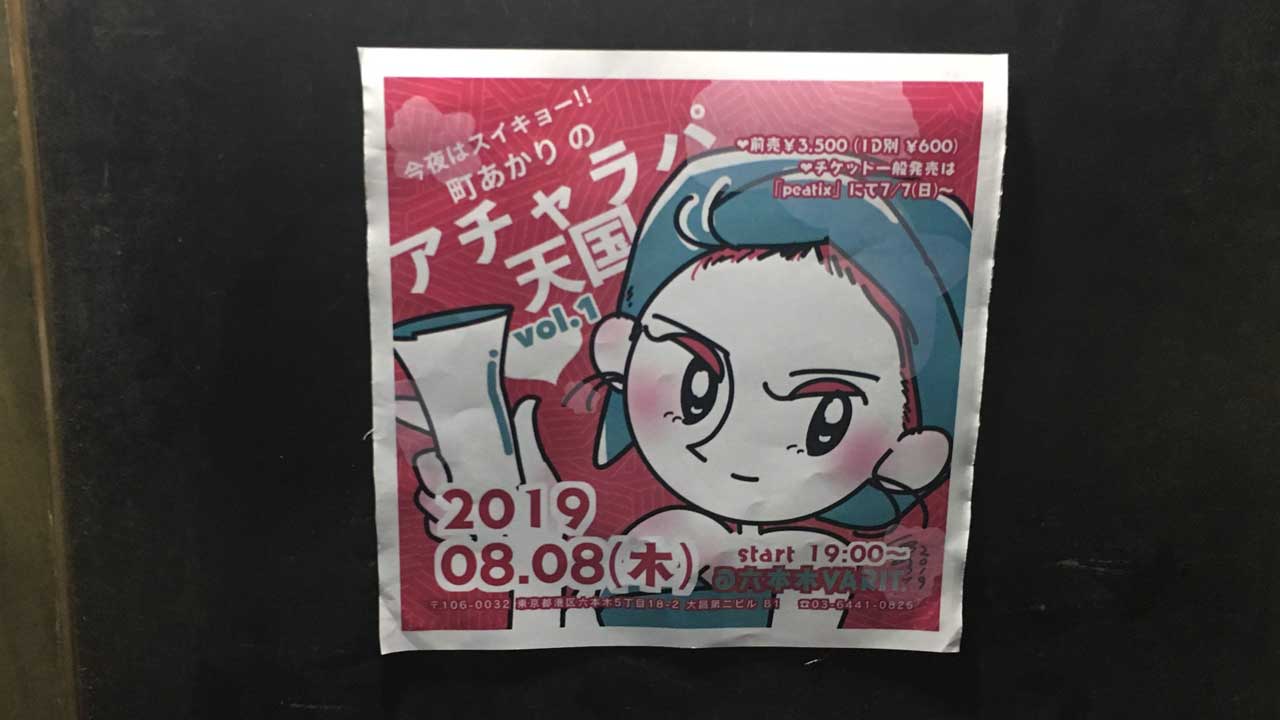 今夜はスイキョー!!
町あかりの
アチャラパ
天国
vol.1
❤前売¥3,500 (1D別 ¥600)
❤チケット一般発売は
『peatix』にて7/7(日)〜
2019
08.08(木)
start 19:00〜
@六本木VARIT.
〒106-0032 東京都港区六本木5丁目18-2 大昌第二ビル B1 ☎03-6441-0825
2019